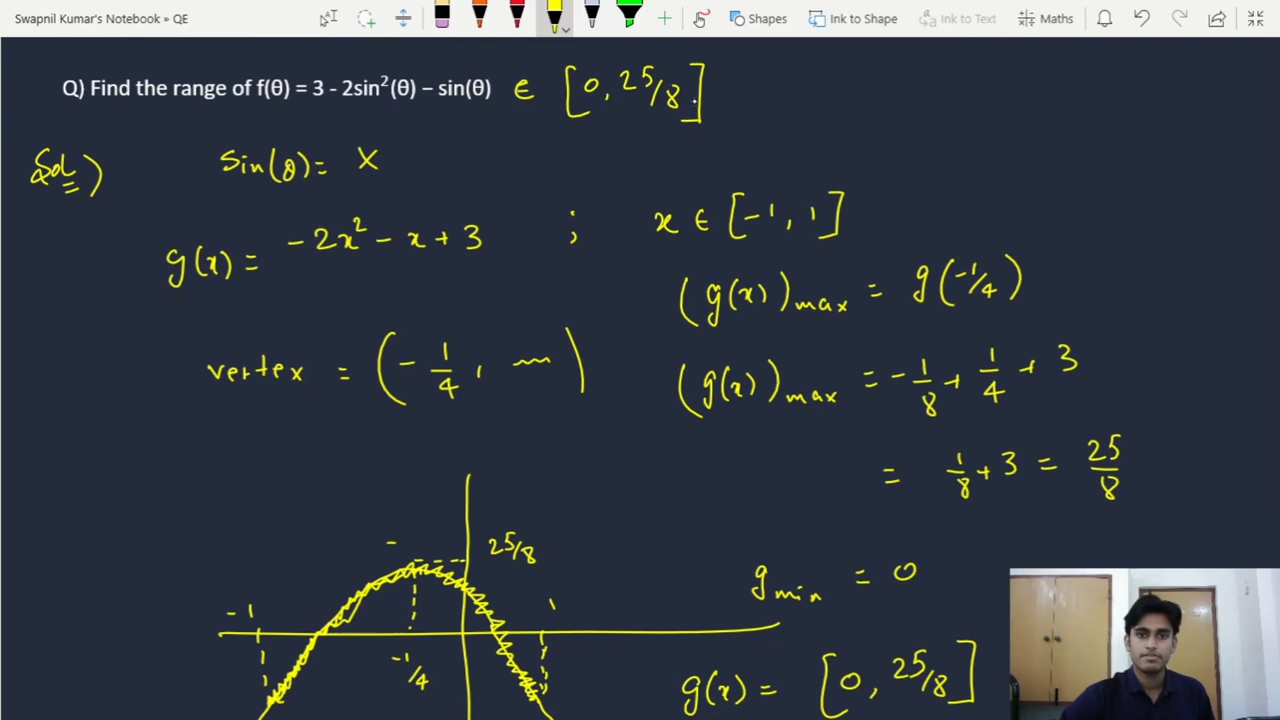 Swapnil Kumar's Notebook » QE
Shapes Ink to Shape Ink to Text Maths
Q) Find the range of f(θ) = 3 - 2sin²(θ) – sin(θ) ∈ [0, 25/8]
Sol) Sin(θ) = x
g(x) = -2x² - x + 3 ; x ∈ [-1, 1]
(g(x))max = g(-1/4)
vertex = (-1/4, ~~)
(g(x))max = -1/8 + 1/4 + 3
= 1/8 + 3 = 25/8
25/8
-1 1
-1/4
gmin = 0
g(x) = [0, 25/8]